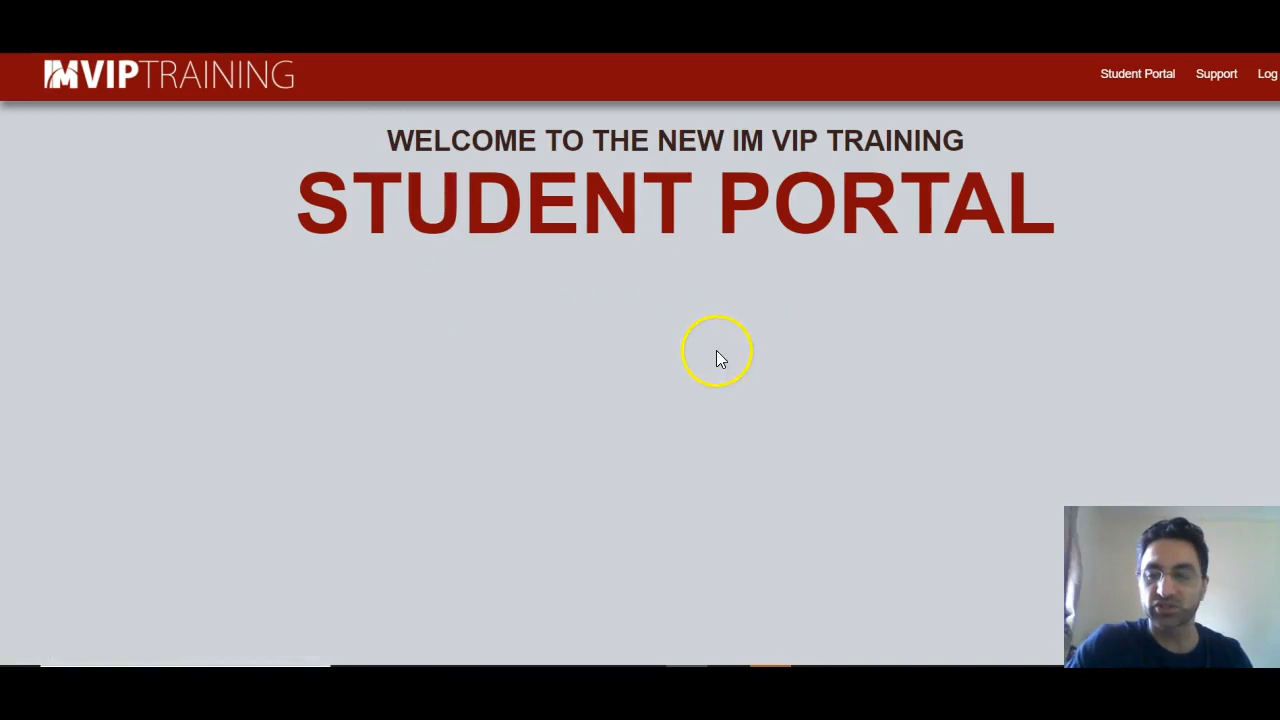 IMVIPTRAINING
Student Portal Support Log
WELCOME TO THE NEW IM VIP TRAINING
STUDENT PORTAL